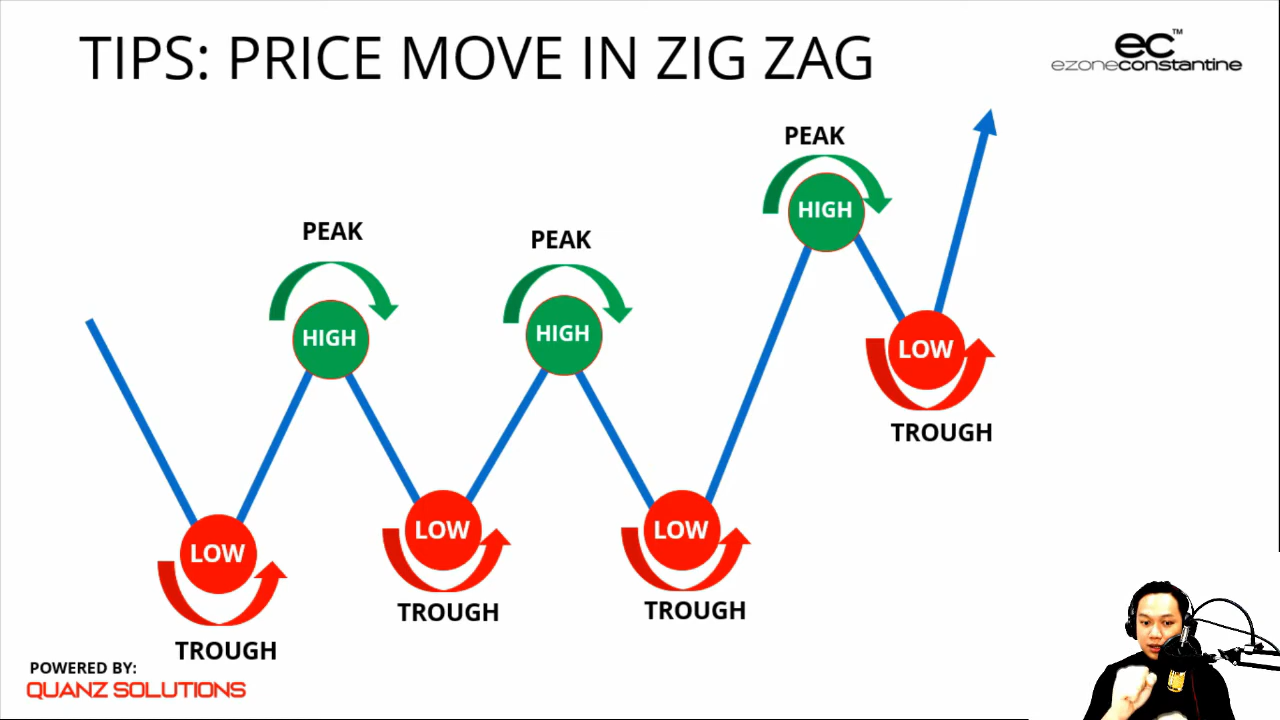 TIPS: PRICE MOVE IN ZIG ZAG
ec™
ezoneconstantine
PEAK
HIGH
PEAK
HIGH
PEAK
HIGH
LOW
TROUGH
LOW
TROUGH
LOW
TROUGH
LOW
TROUGH
POWERED BY:
QUANZ SOLUTIONS